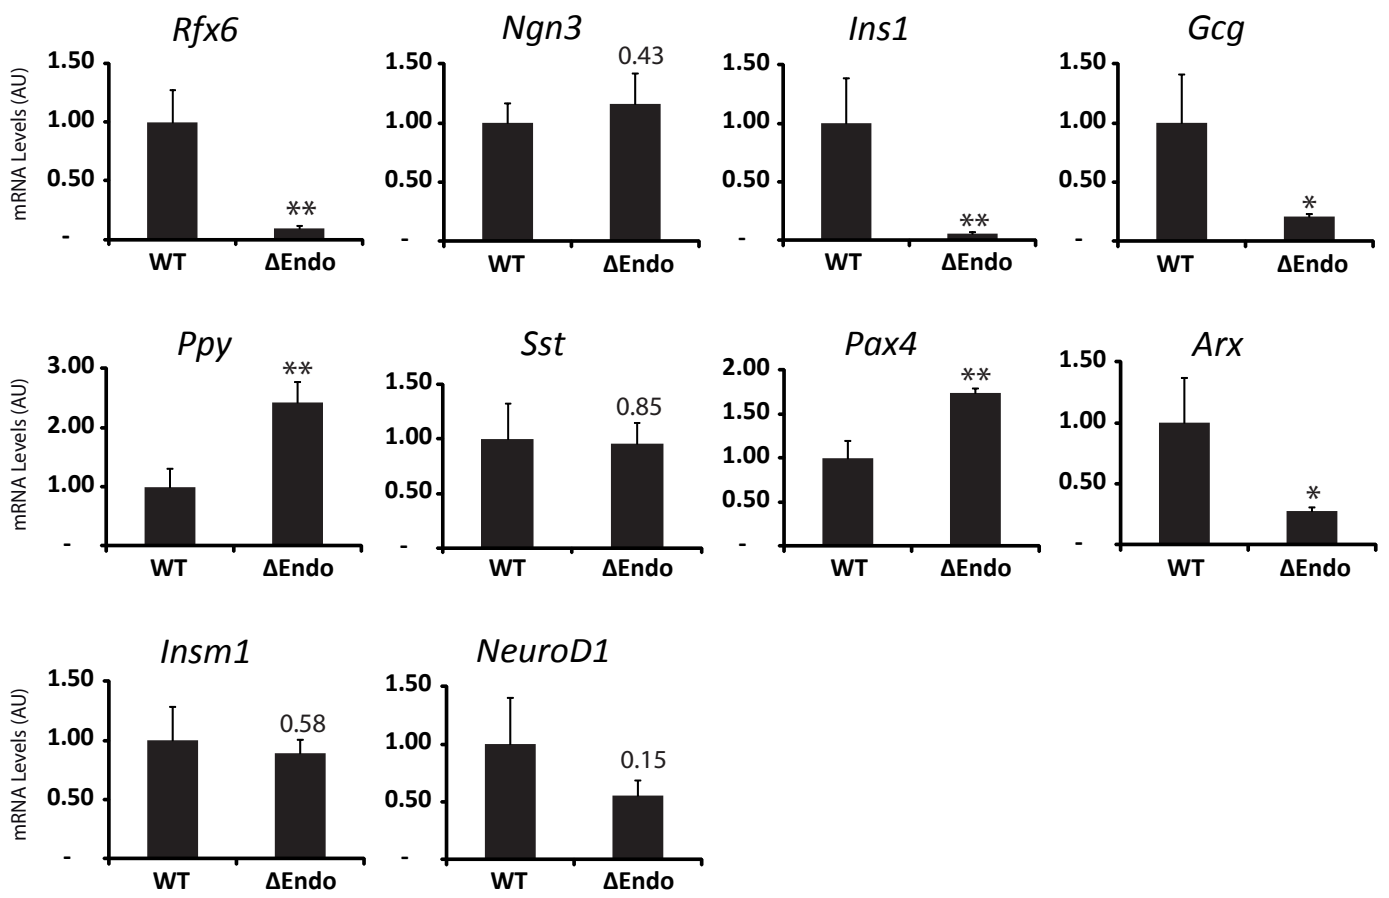 Rfx6
mRNA Levels (AU)
1.50
1.00
0.50
-
**
WT ΔEndo
Ngn3
1.50
1.00
0.50
-
0.43
WT ΔEndo
Ins1
1.50
1.00
0.50
-
**
WT ΔEndo
Gcg
1.50
1.00
0.50
-
*
WT ΔEndo
Ppy
mRNA Levels (AU)
3.00
2.00
1.00
-
**
WT ΔEndo
Sst
1.50
1.00
0.50
-
0.85
WT ΔEndo
Pax4
2.00
1.50
1.00
0.50
-
**
WT ΔEndo
Arx
1.50
1.00
0.50
-
*
WT ΔEndo
Insm1
mRNA Levels (AU)
1.50
1.00
0.50
-
0.58
WT ΔEndo
NeuroD1
1.50
1.00
0.50
-
0.15
WT ΔEndo